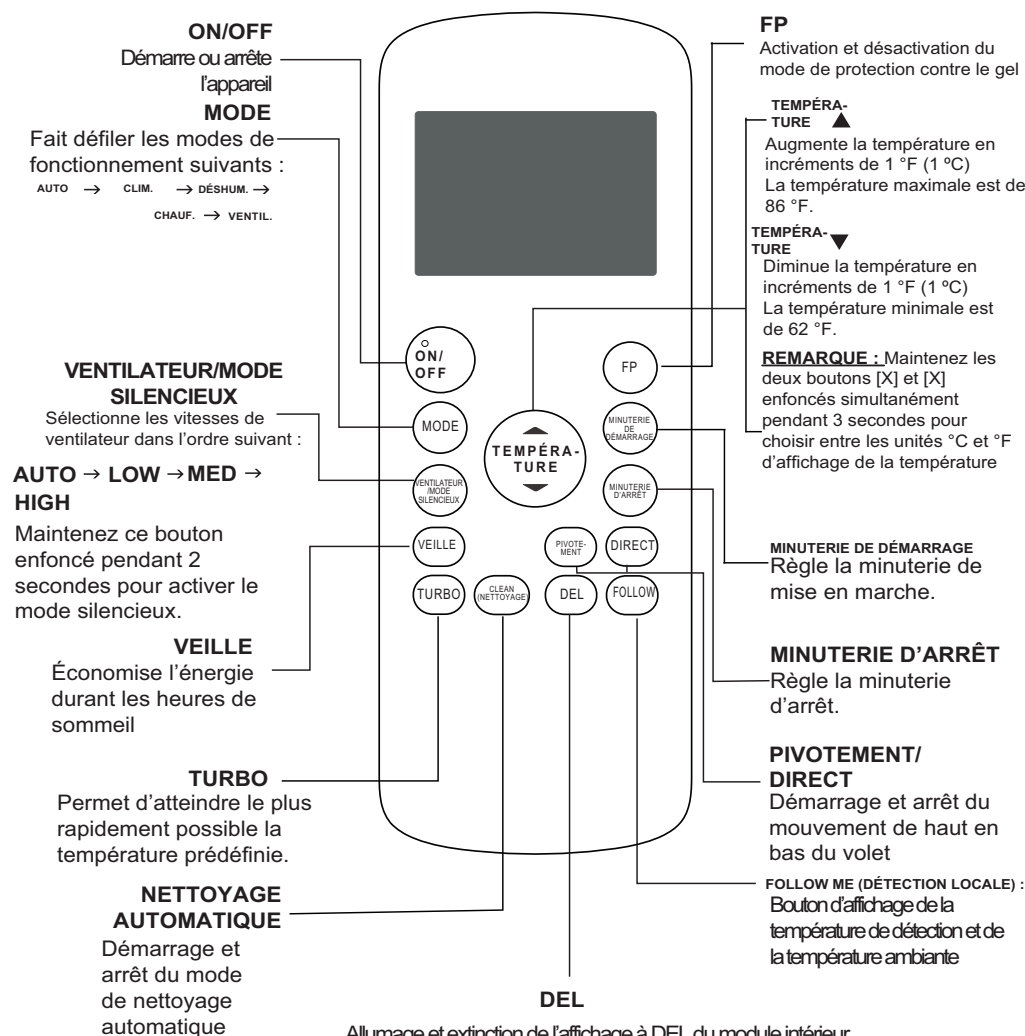 ON/OFF
Démarre ou arrête
l'appareil
MODE
Fait défiler les modes de
fonctionnement suivants :
AUTO → CLIM. → DÉSHUM. →
CHAUF. → VENTIL.
VENTILATEUR/MODE
SILENCIEUX
Sélectionne les vitesses de
ventilateur dans l'ordre suivant :
AUTO → LOW → MED →
HIGH
Maintenez ce bouton
enfoncé pendant 2
secondes pour activer le
mode silencieux.
VEILLE
Économise l'énergie
durant les heures de
sommeil
TURBO
Permet d'atteindre le plus
rapidement possible la
température prédéfinie.
NETTOYAGE
AUTOMATIQUE
Démarrage et
arrêt du mode
de nettoyage
automatique
ON/
OFF
MODE
VENTILATEUR
/MODE
SILENCIEUX
VEILLE
TURBO
CLEAN
(NETTOYAGE)
TEMPÉRA-
TURE
FP
MINUTERIE
DE
DÉMARRAGE
MINUTERIE
D'ARRÊT
PIVOTE-
MENT
DIRECT
DEL
FOLLOW
FP
Activation et désactivation du
mode de protection contre le gel
TEMPÉRA-
TURE ▲
Augmente la température en
incréments de 1 °F (1 ºC)
La température maximale est de
86 °F.
TEMPÉRA-
TURE ▼
Diminue la température en
incréments de 1 °F (1 ºC)
La température minimale est
de 62 °F.
REMARQUE : Maintenez les
deux boutons [X] et [X]
enfoncés simultanément
pendant 3 secondes pour
choisir entre les unités °C et °F
d'affichage de la température
MINUTERIE DE DÉMARRAGE
Règle la minuterie de
mise en marche.
MINUTERIE D'ARRÊT
Règle la minuterie
d'arrêt.
PIVOTEMENT/
DIRECT
Démarrage et arrêt du
mouvement de haut en
bas du volet
FOLLOW ME (DÉTECTION LOCALE) :
Bouton d'affichage de la
température de détection et de
la température ambiante
DEL
Allumage et extinction de l'affichage à DEL du module intérieur